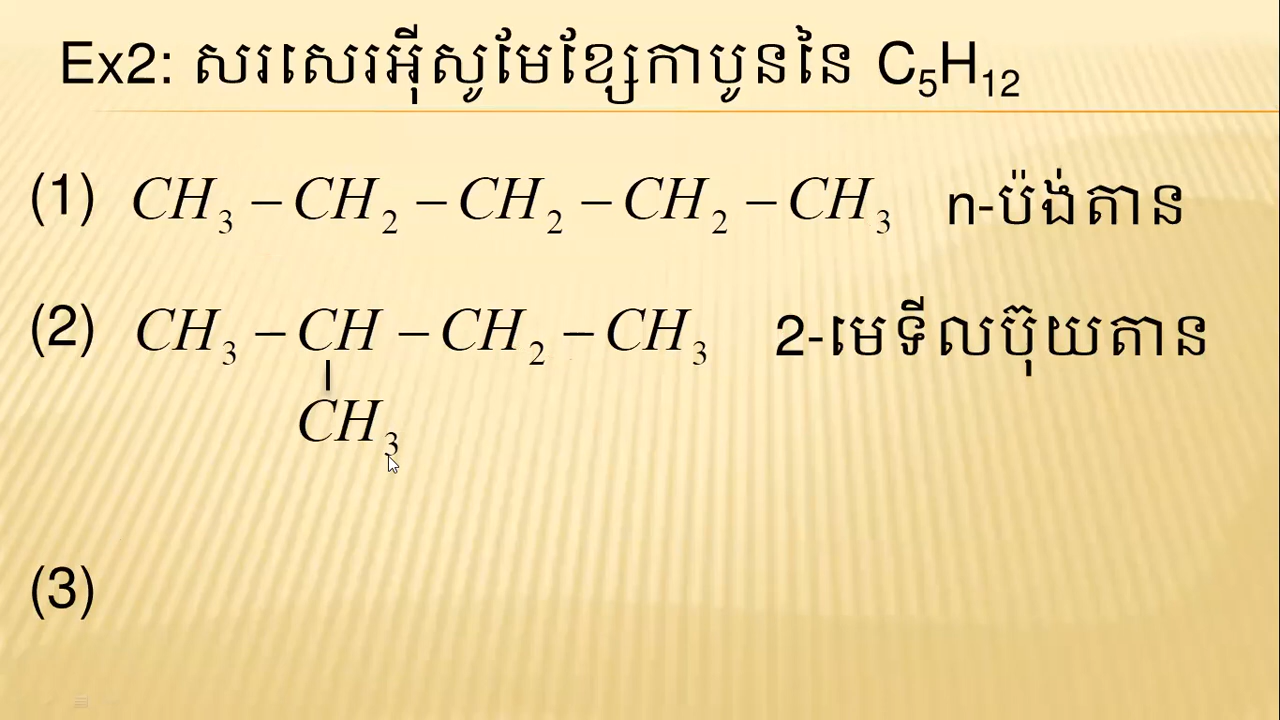 Ex2: សរសេរអ៊ីសូមែខ្សែកាបូននៃ C₅H₁₂
(1) CH₃ – CH₂ – CH₂ – CH₂ – CH₃ n-ប៉ង់តាន
(2) CH₃ – CH – CH₂ – CH₃ 2-មេទីលប៊ុយតាន
|
CH₃
(3)